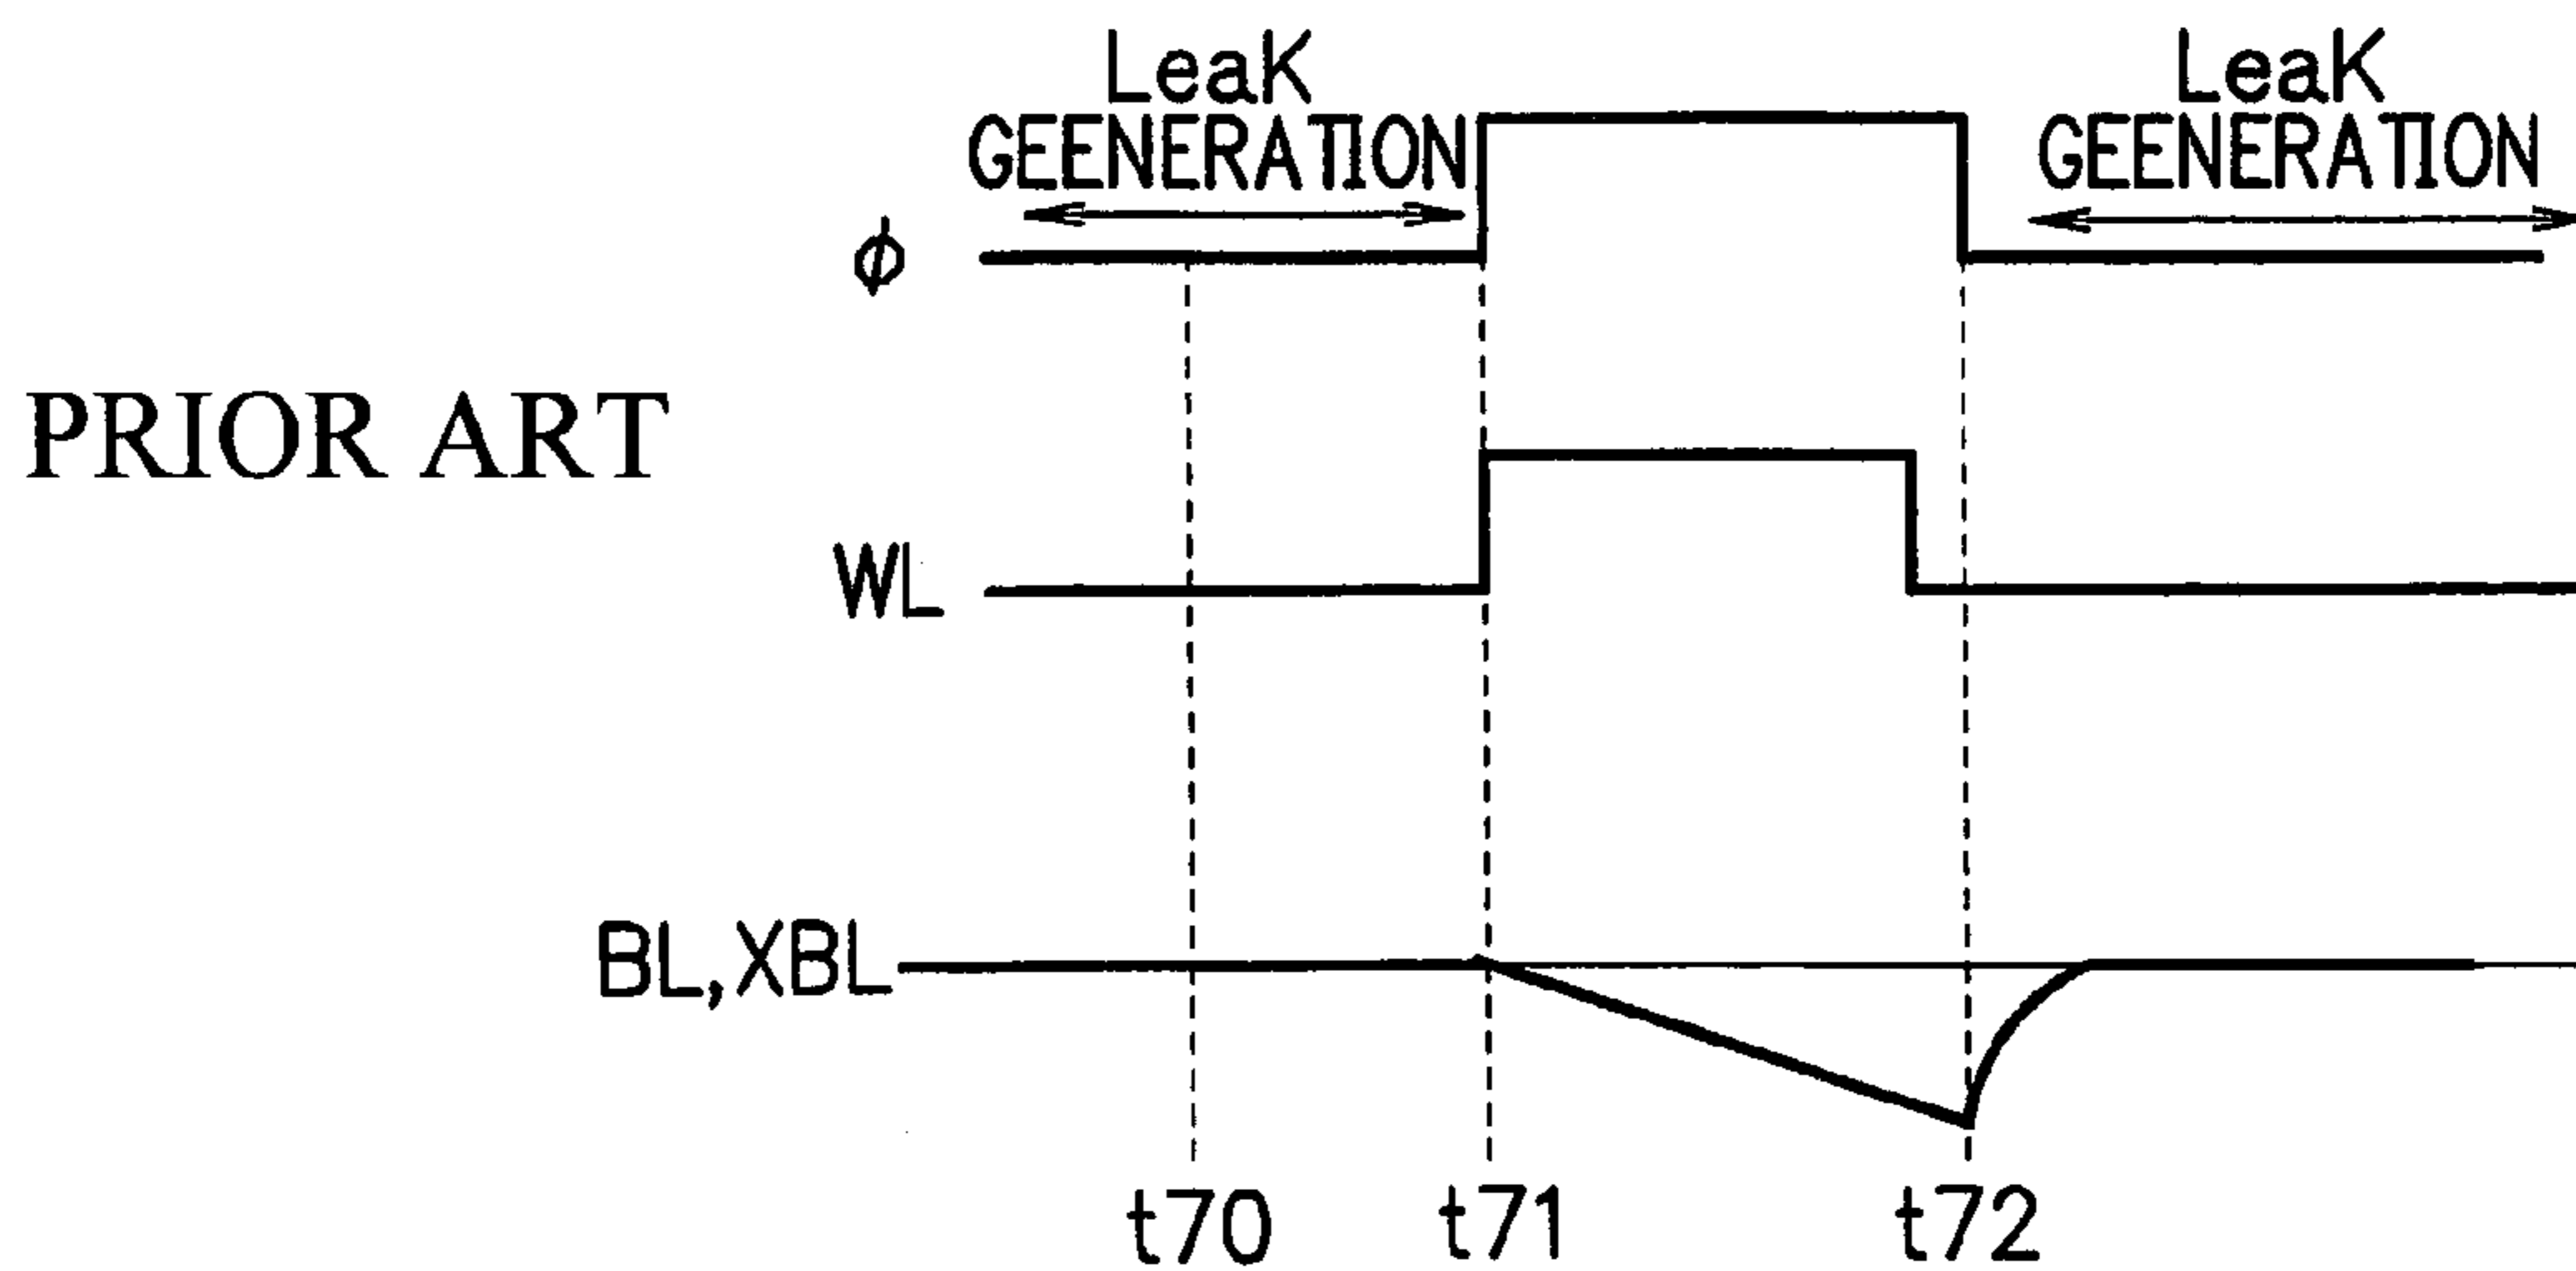 LeaK
GEENERATION
LeaK
GEENERATION
ϕ
PRIOR ART
WL
BL,XBL
t70
t71
t72